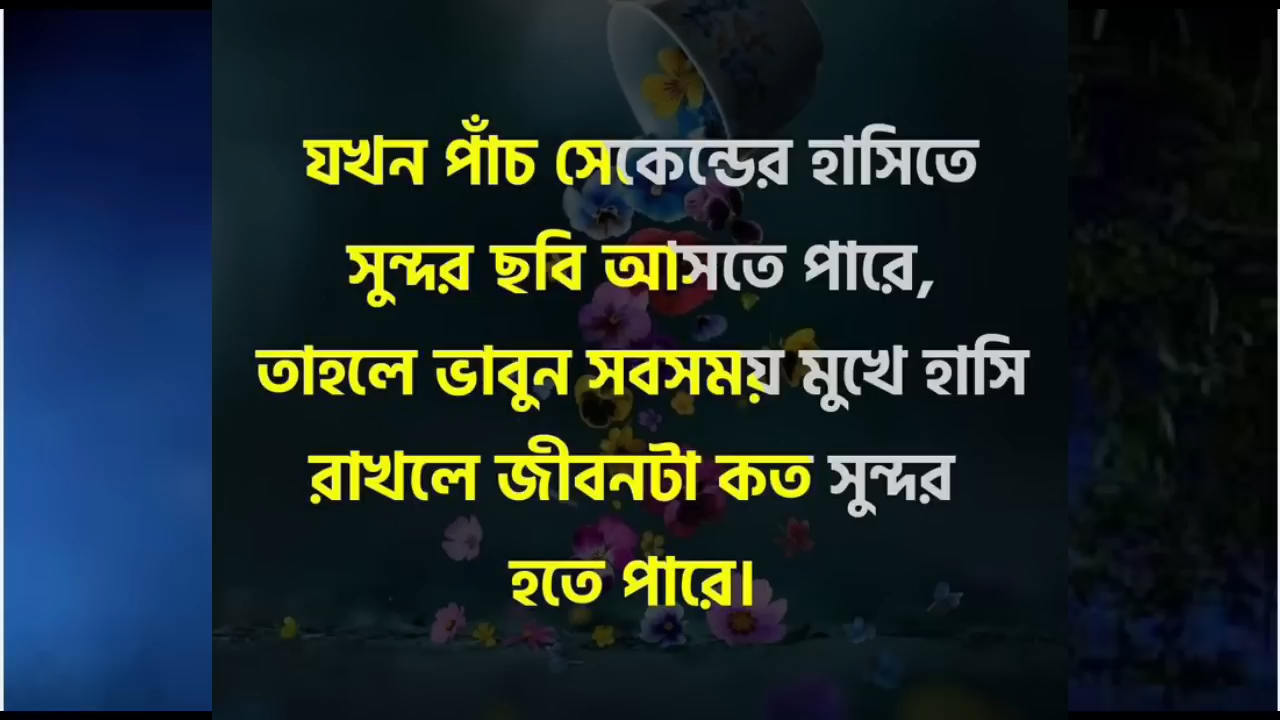 যখন পাঁচ সেকেন্ডের হাসিতে
সুন্দর ছবি আসতে পারে,
তাহলে ভাবুন সবসময় মুখে হাসি
রাখলে জীবনটা কত সুন্দর
হতে পারে।